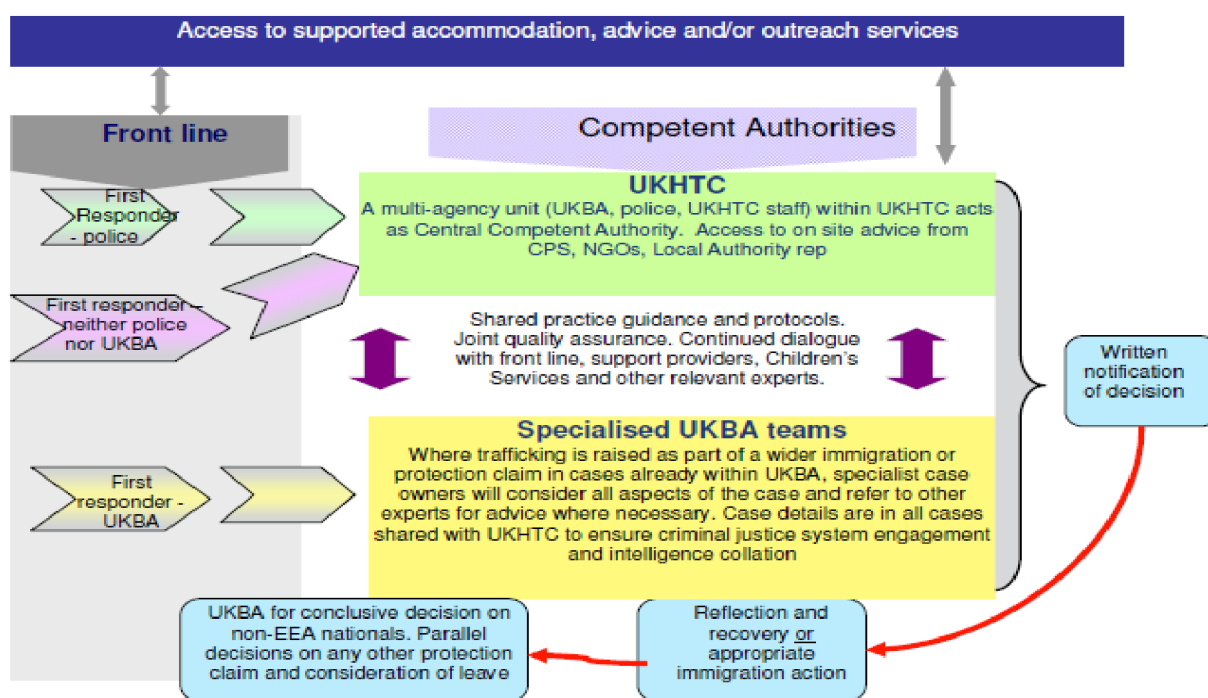 Access to supported accommodation, advice and/or outreach services
Front line
Competent Authorities
First
Responder
- police
UKHTC
A multi-agency unit (UKBA, police, UKHTC staff) within UKHTC acts
as Central Competent Authority.  Access to on site advice from
CPS, NGOs, Local Authority rep
First responder –
neither police
nor UKBA
Shared practice guidance and protocols.
Joint quality assurance. Continued dialogue
with front line, support providers, Children's
Services and other relevant experts.
Written
notification
of decision
First
responder -
UKBA
Specialised UKBA teams
Where trafficking is raised as part of a wider immigration or
protection claim in cases already within UKBA, specialist case
owners will consider all aspects of the case and refer to other
experts for advice where necessary. Case details are in all cases
shared with UKHTC to ensure criminal justice system engagement
and intelligence collation
UKBA for conclusive decision on
non-EEA nationals. Parallel
decisions on any other protection
claim and consideration of leave
Reflection and
recovery or
appropriate
immigration action